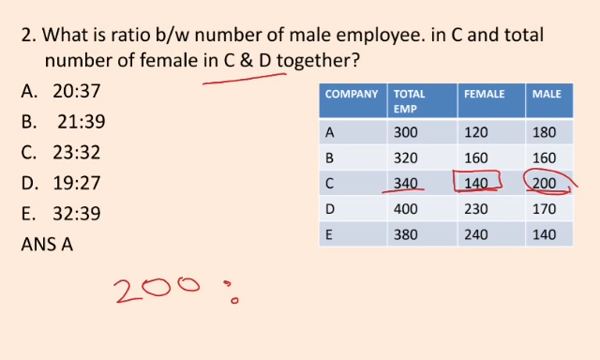 2. What is ratio b/w number of male employee. in C and total
number of female in C & D together?
A. 20:37
B. 21:39
C. 23:32
D. 19:27
E. 32:39
ANS A
COMPANY TOTAL EMP FEMALE MALE
A 300 120 180
B 320 160 160
C 340 140 200
D 400 230 170
E 380 240 140
200 :